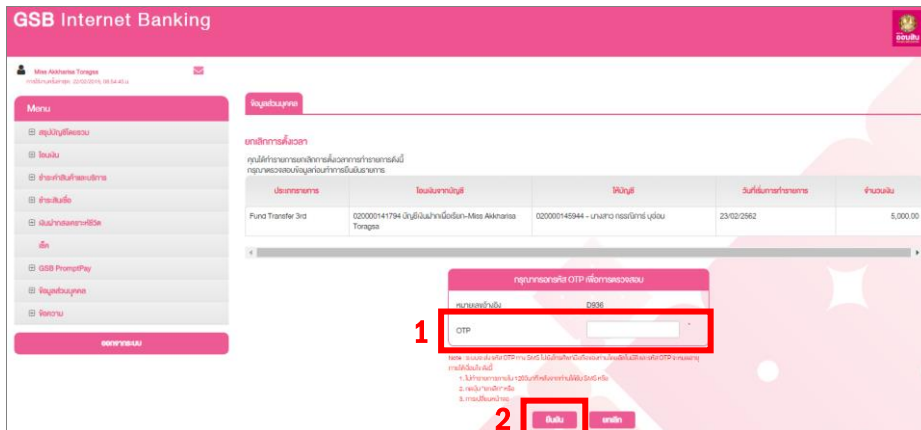 GSB Internet Banking
ออมสิน
Miss Akkharisa Toragsa
Menu
ข้อมูลส่วนบุคคล
สรุปบัญชีโดยรวม
โอนเงิน
ชำระค่าสินค้าและบริการ
ชำระสินเชื่อ
เงินฝากสงเคราะห์ชีวิต
เช็ค
GSB PromptPay
ข้อมูลส่วนบุคคล
ข้อความ
ออกจากระบบ
ยกเลิกการตั้งเวลา
คุณได้ทำรายการยกเลิกการตั้งเวลาการทำรายการดังนี้
กรุณาตรวจสอบข้อมูลก่อนทำการยืนยันรายการ
ประเภทรายการ โอนเงินจากบัญชี ให้บัญชี วันที่เริ่มการทำรายการ จำนวนเงิน
Fund Transfer 3rd 020000141794 บัญชีเงินฝากเผื่อเรียก-Miss Akkharisa 020000145944 - นางสาว กรรณิการ์ 23/02/2562 5,000.00
Toragsa
กรุณากรอกรหัส OTP เพื่อการตรวจสอบ
หมายเลขอ้างอิง D936
1
OTP *
2
ยืนยัน ยกเลิก